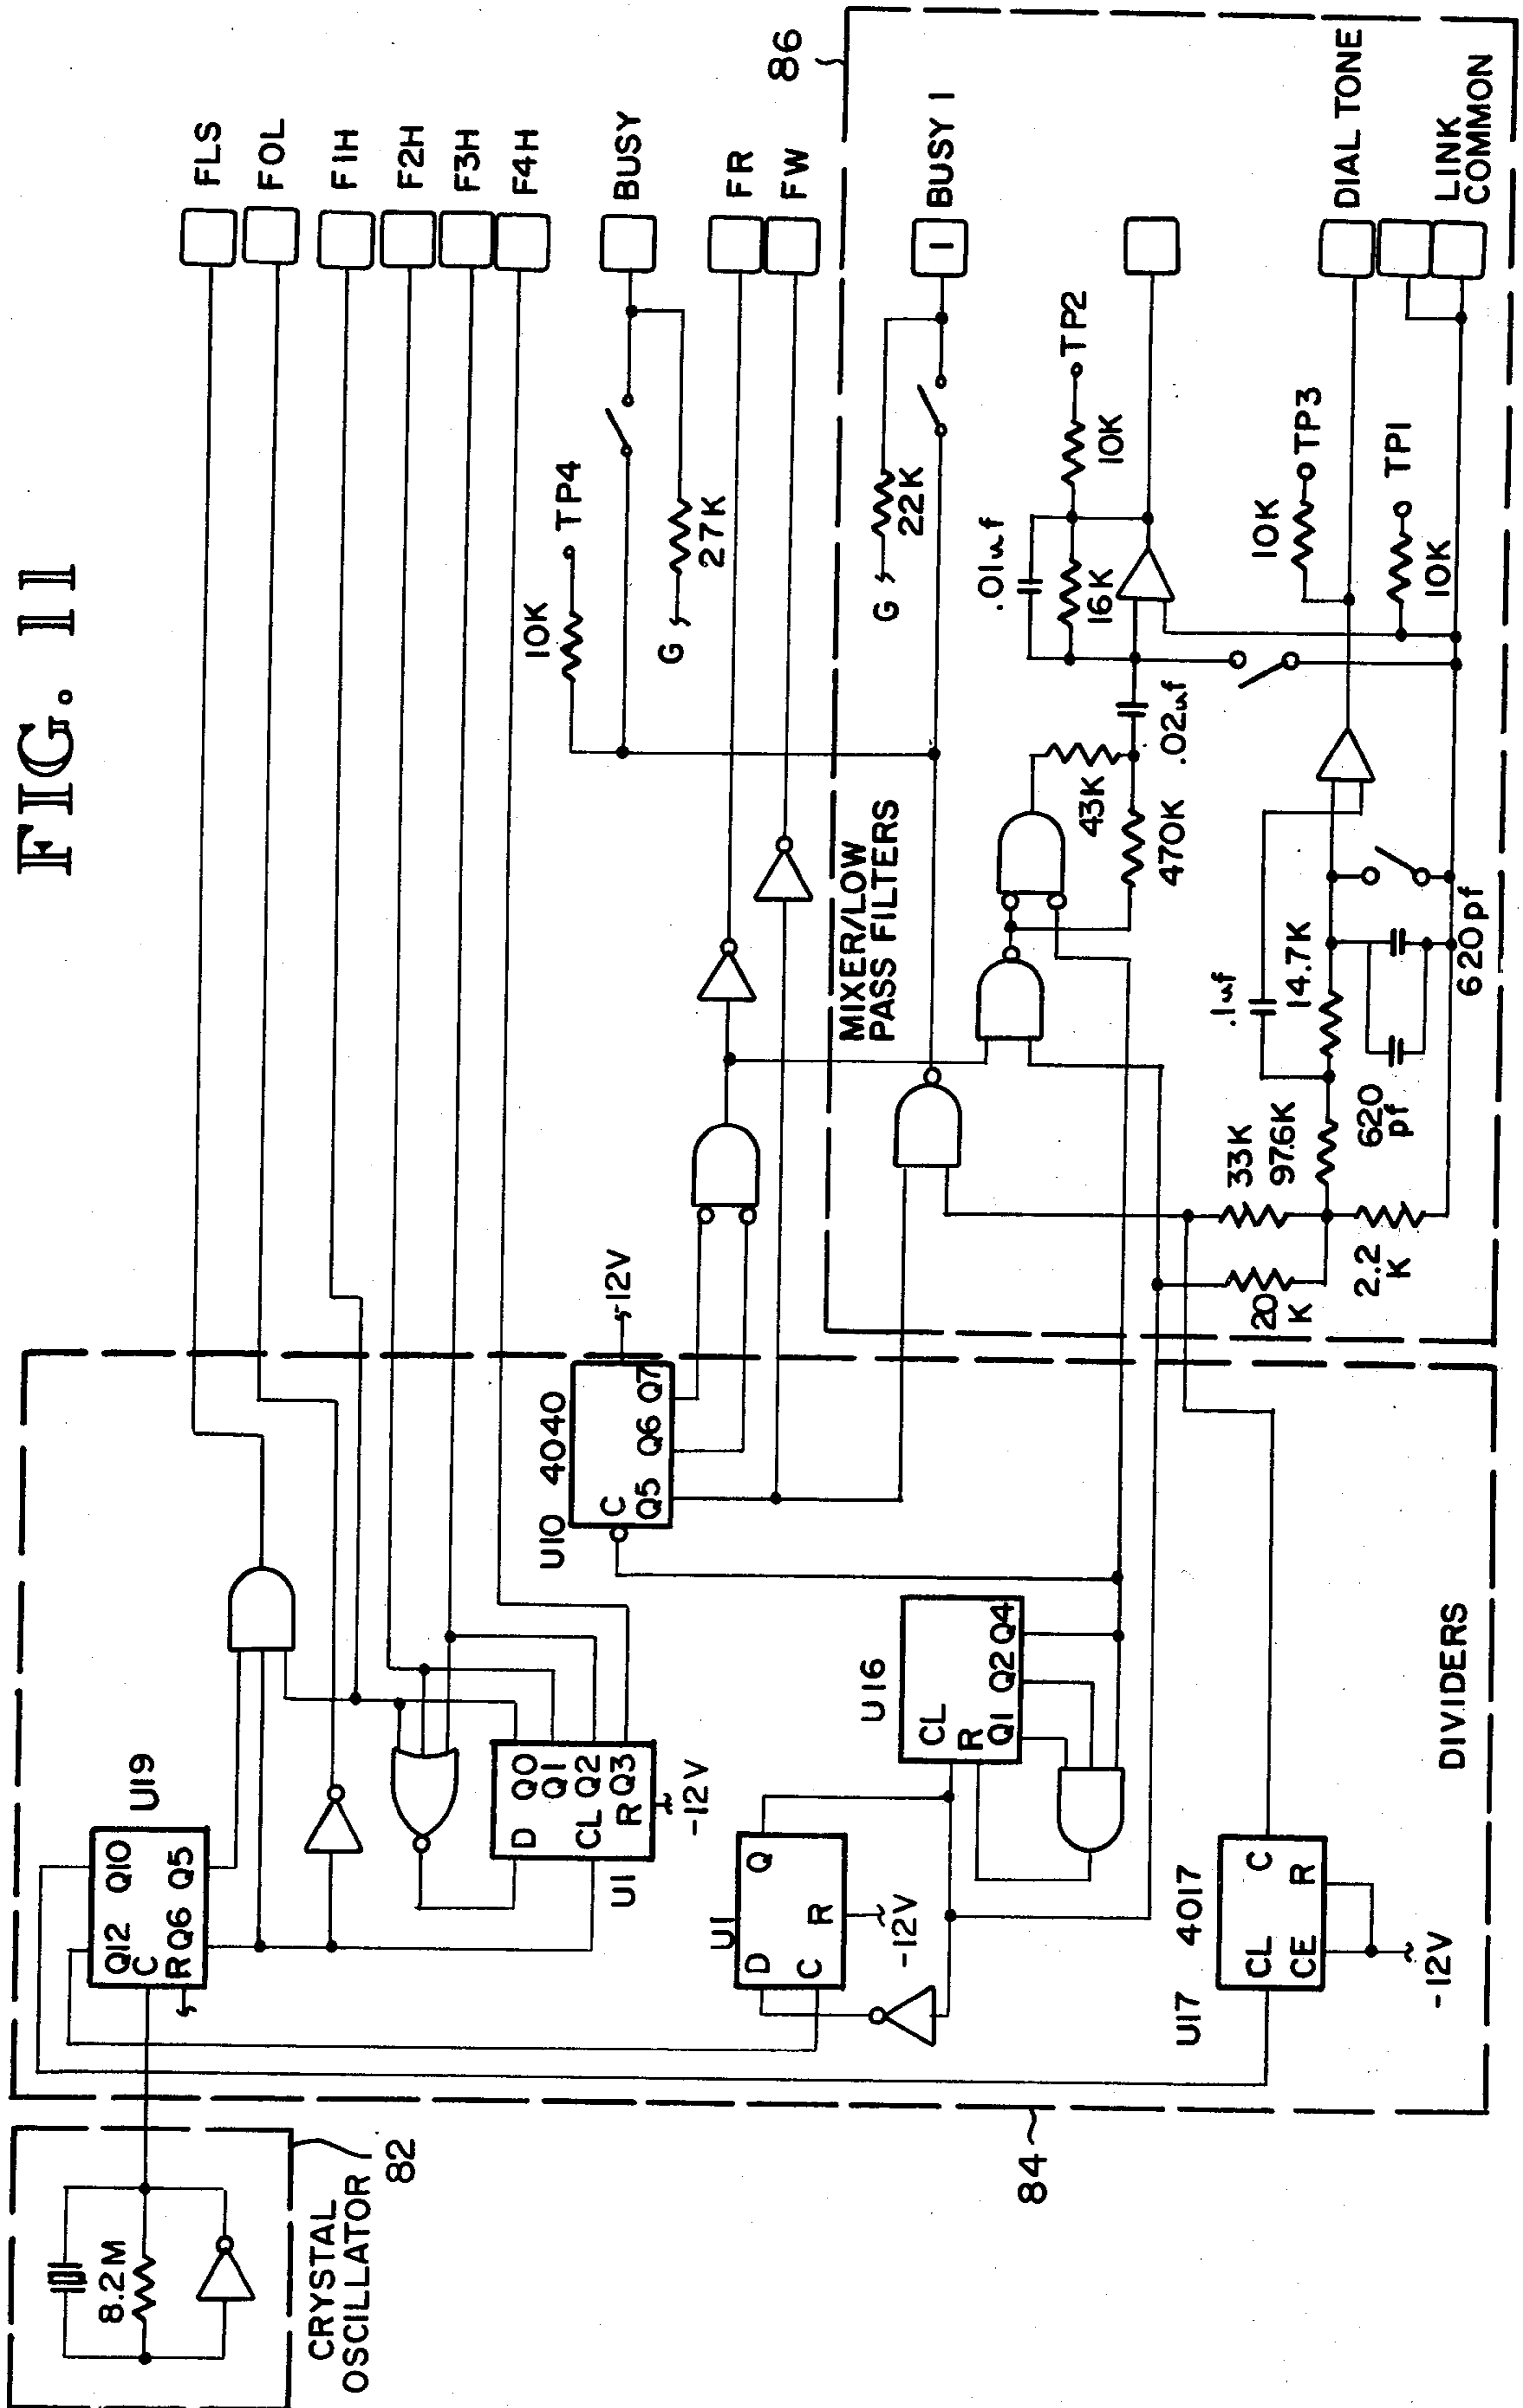 FIG. 11
FLS
FOL
F1H
F2H
F3H
F4H
BUSY
FR
FW
86
BUSY 1
1
DIAL TONE
LINK
COMMON
10K
TP4
G
27K
G
22K
TP2
10K
.01uf
16K
10K
TP3
TP1
10K
.02uf
43K
470K
MIXER/LOW
PASS FILTERS
.1uf
14.7K
620pf
620
pf
33K
97.6K
20
K
2.2
K
-12V
U10 4040
C
Q5 Q6 Q7
U19
Q12 Q10
C
R Q6 Q5
D Q0
Q1
CL Q2
R Q3
U1
-12V
U16
CL
R
Q1 Q2 Q4
U1
D Q
C R
-12V
U17 4017
CL C
CE R
-12V
DIVIDERS
84
8.2M
CRYSTAL
OSCILLATOR
82